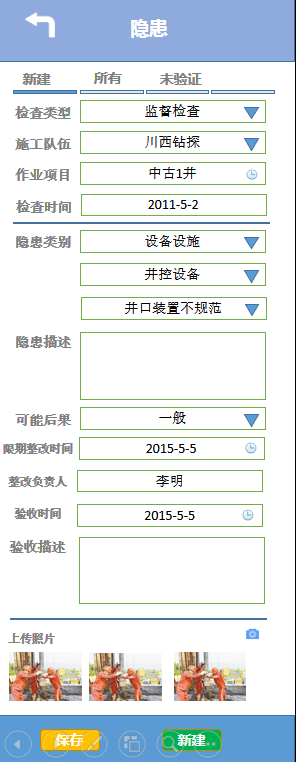 隐患
新建 所有 未验证
检查类型 监督检查
施工队伍 川西钻探
作业项目 中古1井
检查时间 2011-5-2
隐患类别 设备设施
井控设备
井口装置不规范
隐患描述
可能后果 一般
限期整改时间 2015-5-5
整改负责人 李明
验收时间 2015-5-5
验收描述
上传照片
保存 新建